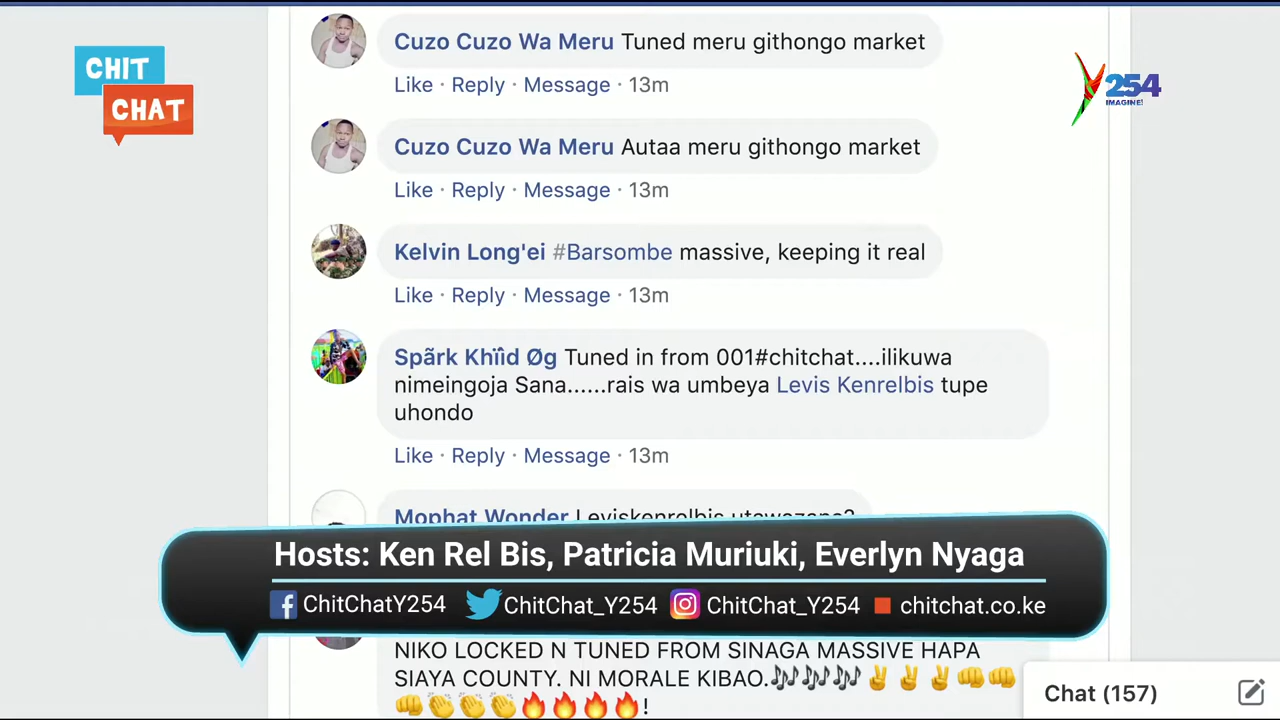 CHIT
CHAT
254
IMAGINE!
Cuzo Cuzo Wa Meru Tuned meru githongo market
Like · Reply · Message · 13m
Cuzo Cuzo Wa Meru Autaa meru githongo market
Like · Reply · Message · 13m
Kelvin Long'ei #Barsombe massive, keeping it real
Like · Reply · Message · 13m
Spãrk Khïïd Øg Tuned in from 001#chitchat....ilikuwa
nimeingoja Sana......rais wa umbeya Levis Kenrelbis tupe
uhondo
Like · Reply · Message · 13m
Mophat Wonder Leviskenrelbis utawezana?
Hosts: Ken Rel Bis, Patricia Muriuki, Everlyn Nyaga
ChitChatY254 ChitChat_Y254 ChitChat_Y254 chitchat.co.ke
NIKO LOCKED N TUNED FROM SINAGA MASSIVE HAPA
SIAYA COUNTY. NI MORALE KIBAO.🎶🎶🎶✌✌✌👊👊
👊👏👏👏🔥🔥🔥🔥!
Chat (157)